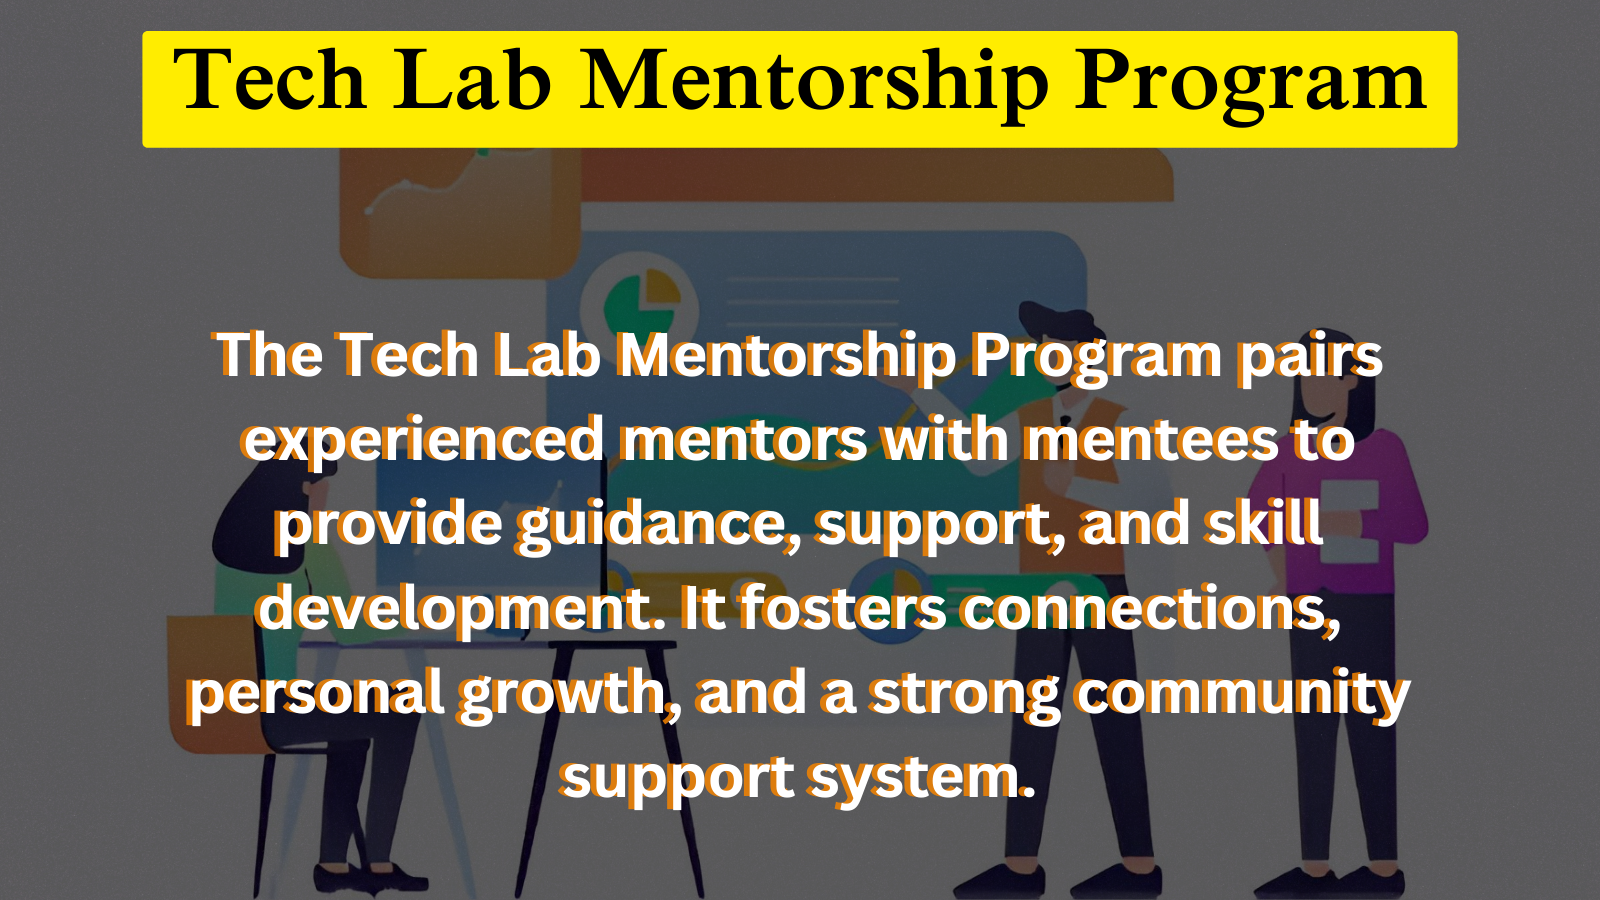 Tech Lab Mentorship Program
The Tech Lab Mentorship Program pairs
experienced mentors with mentees to
provide guidance, support, and skill
development. It fosters connections,
personal growth, and a strong community
support system.